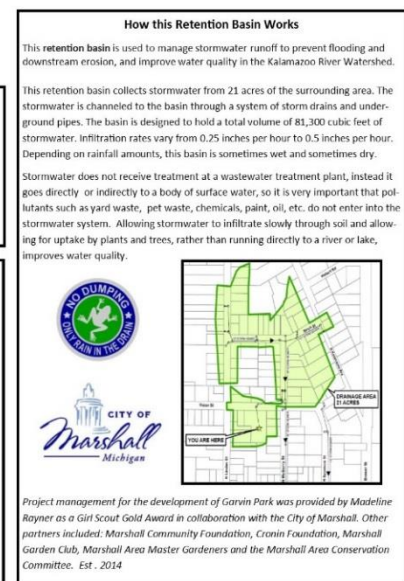 How this Retention Basin Works
This retention basin is used to manage stormwater runoff to prevent flooding and
downstream erosion, and improve water quality in the Kalamazoo River Watershed.
This retention basin collects stormwater from 21 acres of the surrounding area. The
stormwater is channeled to the basin through a system of storm drains and under-
ground pipes. The basin is designed to hold a total volume of 81,300 cubic feet of
stormwater. Infiltration rates vary from 0.25 inches per hour to 0.5 inches per hour.
Depending on rainfall amounts, this basin is sometimes wet and sometimes dry.
Stormwater does not receive treatment at a wastewater treatment plant, instead it
goes directly or indirectly to a body of surface water, so it is very important that pol-
lutants such as yard waste, pet waste, chemicals, paint, oil, etc. do not enter into the
stormwater system. Allowing stormwater to infiltrate slowly through soil and allow-
ing for uptake by plants and trees, rather than running directly to a river or lake,
improves water quality.
NO DUMPING
ONLY RAIN IN THE DRAIN
CITY OF
Marshall
Michigan
DRAINAGE AREA
21 ACRES
YOU ARE HERE
Project management for the development of Garvin Park was provided by Madeline
Rayner as a Girl Scout Gold Award in collaboration with the City of Marshall. Other
partners included: Marshall Community Foundation, Cronin Foundation, Marshall
Garden Club, Marshall Area Master Gardeners and the Marshall Area Conservation
Committee. Est . 2014